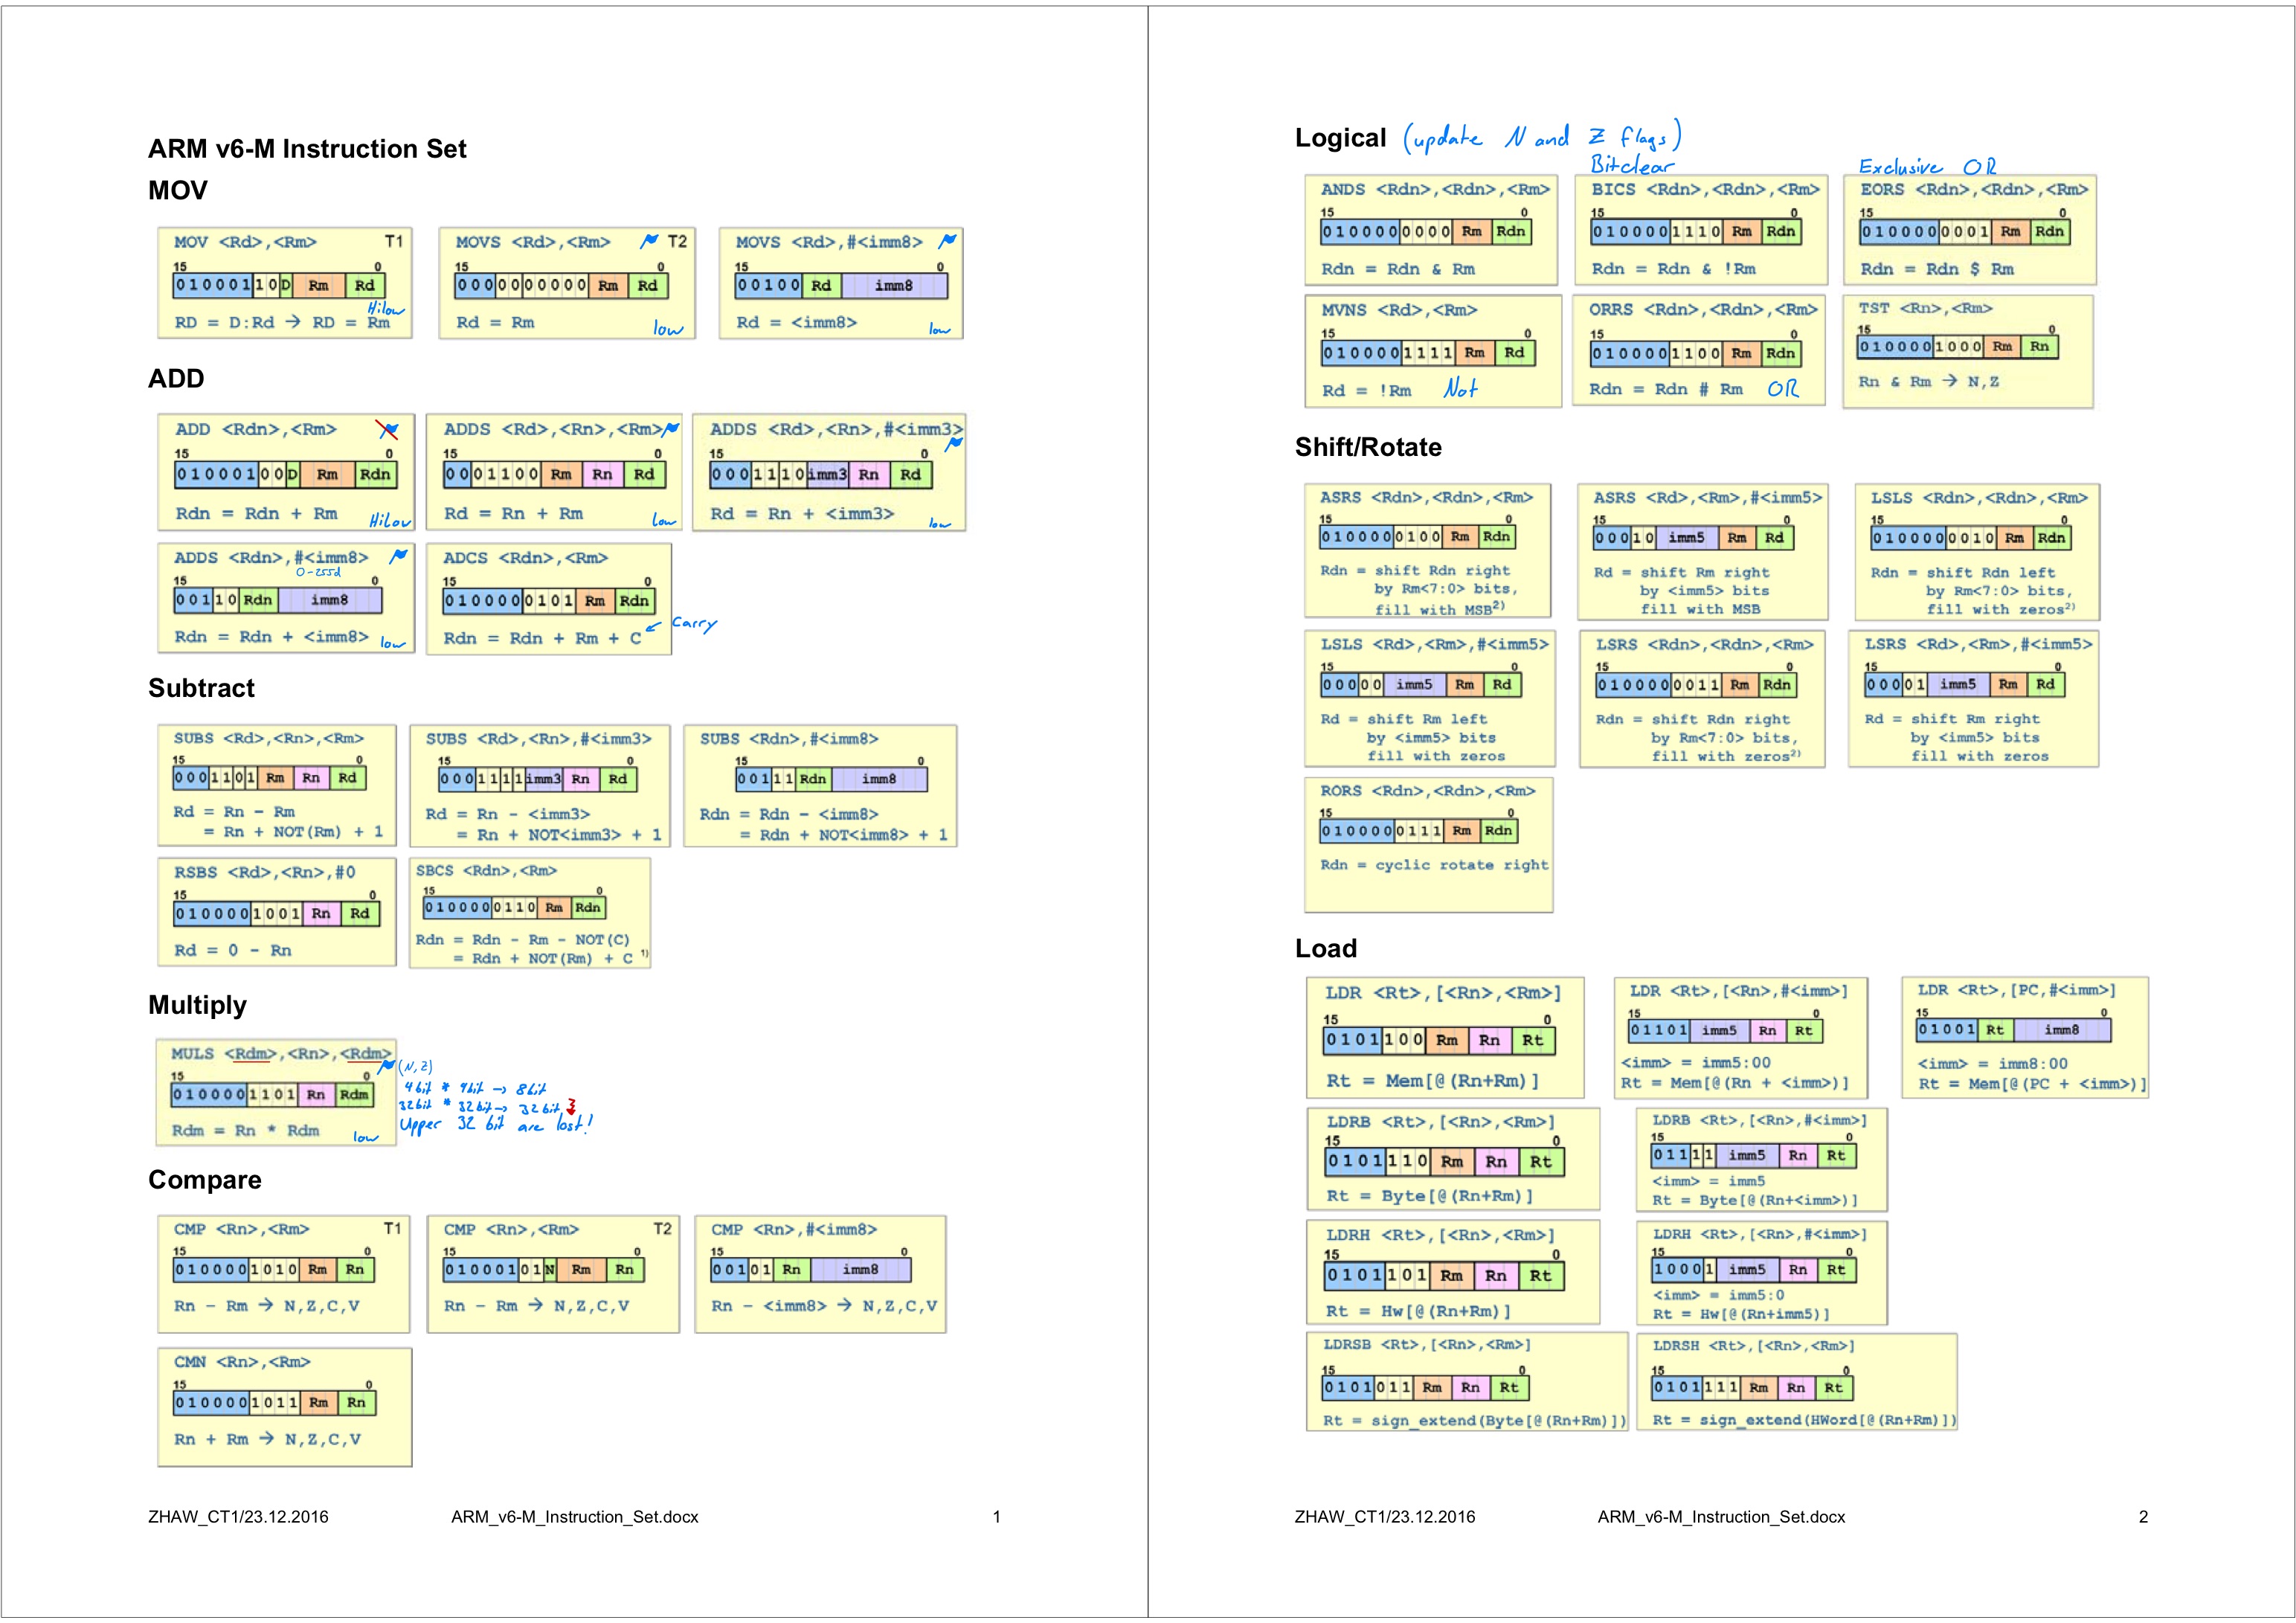 ARM v6-M Instruction Set
MOV
MOV <Rd>,<Rm> T1
15 0
0 1 0 0 0 1 1 0 D Rm Rd
Hilow
RD = D:Rd → RD = Rm
MOVS <Rd>,<Rm> T2
15 0
0 0 0 0 0 0 0 0 0 0 Rm Rd
Rd = Rm low
MOVS <Rd>,#<imm8>
15 0
0 0 1 0 0 Rd imm8
Rd = <imm8> low
ADD
ADD <Rdn>,<Rm>
15 0
0 1 0 0 0 1 0 0 D Rm Rdn
Rdn = Rdn + Rm Hilow
ADDS <Rd>,<Rn>,<Rm>
15 0
0 0 0 1 1 0 0 Rm Rn Rd
Rd = Rn + Rm low
ADDS <Rd>,<Rn>,#<imm3>
15 0
0 0 0 1 1 1 0 imm3 Rn Rd
Rd = Rn + <imm3> low
ADDS <Rdn>,#<imm8>
0-255d
15 0
0 0 1 1 0 Rdn imm8
Rdn = Rdn + <imm8> low
ADCS <Rdn>,<Rm>
15 0
0 1 0 0 0 0 0 1 0 1 Rm Rdn
Rdn = Rdn + Rm + C Carry
Subtract
SUBS <Rd>,<Rn>,<Rm>
15 0
0 0 0 1 1 0 1 Rm Rn Rd
Rd = Rn - Rm
= Rn + NOT(Rm) + 1
SUBS <Rd>,<Rn>,#<imm3>
15 0
0 0 0 1 1 1 1 imm3 Rn Rd
Rd = Rn - <imm3>
= Rn + NOT<imm3> + 1
SUBS <Rdn>,#<imm8>
15 0
0 0 1 1 1 Rdn imm8
Rdn = Rdn - <imm8>
= Rdn + NOT<imm8> + 1
RSBS <Rd>,<Rn>,#0
15 0
0 1 0 0 0 0 1 0 0 1 Rn Rd
Rd = 0 - Rn
SBCS <Rdn>,<Rm>
15 0
0 1 0 0 0 0 0 1 1 0 Rm Rdn
Rdn = Rdn - Rm - NOT(C)
= Rdn + NOT(Rm) + C 1)
Multiply
MULS <Rdm>,<Rn>,<Rdm>
(N,Z)
15 0
0 1 0 0 0 0 1 1 0 1 Rn Rdm
Rdm = Rn * Rdm low
4bit * 4bit → 8bit
32bit * 32bit → 32bit
Upper 32 bit are lost!
Compare
CMP <Rn>,<Rm> T1
15 0
0 1 0 0 0 0 1 0 1 0 Rm Rn
Rn - Rm → N,Z,C,V
CMP <Rn>,<Rm> T2
15 0
0 1 0 0 0 1 0 1 N Rm Rn
Rn - Rm → N,Z,C,V
CMP <Rn>,#<imm8>
15 0
0 0 1 0 1 Rn imm8
Rn - <imm8> → N,Z,C,V
CMN <Rn>,<Rm>
15 0
0 1 0 0 0 0 1 0 1 1 Rm Rn
Rn + Rm → N,Z,C,V
ZHAW_CT1/23.12.2016 ARM_v6-M_Instruction_Set.docx 1
Logical (update N and Z flags)
Bitclear Exclusive OR
ANDS <Rdn>,<Rdn>,<Rm>
15 0
0 1 0 0 0 0 0 0 0 0 Rm Rdn
Rdn = Rdn & Rm
BICS <Rdn>,<Rdn>,<Rm>
15 0
0 1 0 0 0 0 1 1 1 0 Rm Rdn
Rdn = Rdn & !Rm
EORS <Rdn>,<Rdn>,<Rm>
15 0
0 1 0 0 0 0 0 0 0 1 Rm Rdn
Rdn = Rdn $ Rm
MVNS <Rd>,<Rm>
15 0
0 1 0 0 0 0 1 1 1 1 Rm Rd
Rd = !Rm Not
ORRS <Rdn>,<Rdn>,<Rm>
15 0
0 1 0 0 0 0 1 1 0 0 Rm Rdn
Rdn = Rdn # Rm OR
TST <Rn>,<Rm>
15 0
0 1 0 0 0 0 1 0 0 0 Rm Rn
Rn & Rm → N,Z
Shift/Rotate
ASRS <Rdn>,<Rdn>,<Rm>
15 0
0 1 0 0 0 0 0 1 0 0 Rm Rdn
Rdn = shift Rdn right
by Rm<7:0> bits,
fill with MSB2)
ASRS <Rd>,<Rm>,#<imm5>
15 0
0 0 0 1 0 imm5 Rm Rd
Rd = shift Rm right
by <imm5> bits
fill with MSB
LSLS <Rdn>,<Rdn>,<Rm>
15 0
0 1 0 0 0 0 0 0 1 0 Rm Rdn
Rdn = shift Rdn left
by Rm<7:0> bits,
fill with zeros2)
LSLS <Rd>,<Rm>,#<imm5>
15 0
0 0 0 0 0 imm5 Rm Rd
Rd = shift Rm left
by <imm5> bits
fill with zeros
LSRS <Rdn>,<Rdn>,<Rm>
15 0
0 1 0 0 0 0 0 0 1 1 Rm Rdn
Rdn = shift Rdn right
by Rm<7:0> bits,
fill with zeros2)
LSRS <Rd>,<Rm>,#<imm5>
15 0
0 0 0 0 1 imm5 Rm Rd
Rd = shift Rm right
by <imm5> bits
fill with zeros
RORS <Rdn>,<Rdn>,<Rm>
15 0
0 1 0 0 0 0 0 1 1 1 Rm Rdn
Rdn = cyclic rotate right
Load
LDR <Rt>,[<Rn>,<Rm>]
15 0
0 1 0 1 1 0 0 Rm Rn Rt
Rt = Mem[@(Rn+Rm)]
LDR <Rt>,[<Rn>,#<imm>]
15 0
0 1 1 0 1 imm5 Rn Rt
<imm> = imm5:00
Rt = Mem[@(Rn + <imm>)]
LDR <Rt>,[PC,#<imm>]
15 0
0 1 0 0 1 Rt imm8
<imm> = imm8:00
Rt = Mem[@(PC + <imm>)]
LDRB <Rt>,[<Rn>,<Rm>]
15 0
0 1 0 1 1 1 0 Rm Rn Rt
Rt = Byte[@(Rn+Rm)]
LDRB <Rt>,[<Rn>,#<imm>]
15 0
0 1 1 1 1 imm5 Rn Rt
<imm> = imm5
Rt = Byte[@(Rn+<imm>)]
LDRH <Rt>,[<Rn>,<Rm>]
15 0
0 1 0 1 1 0 1 Rm Rn Rt
Rt = Hw[@(Rn+Rm)]
LDRH <Rt>,[<Rn>,#<imm>]
15 0
1 0 0 0 1 imm5 Rn Rt
<imm> = imm5:0
Rt = Hw[@(Rn+imm5)]
LDRSB <Rt>,[<Rn>,<Rm>]
15 0
0 1 0 1 0 1 1 Rm Rn Rt
Rt = sign_extend(Byte[@(Rn+Rm)])
LDRSH <Rt>,[<Rn>,<Rm>]
15 0
0 1 0 1 1 1 1 Rm Rn Rt
Rt = sign_extend(HWord[@(Rn+Rm)])
ZHAW_CT1/23.12.2016 ARM_v6-M_Instruction_Set.docx 2